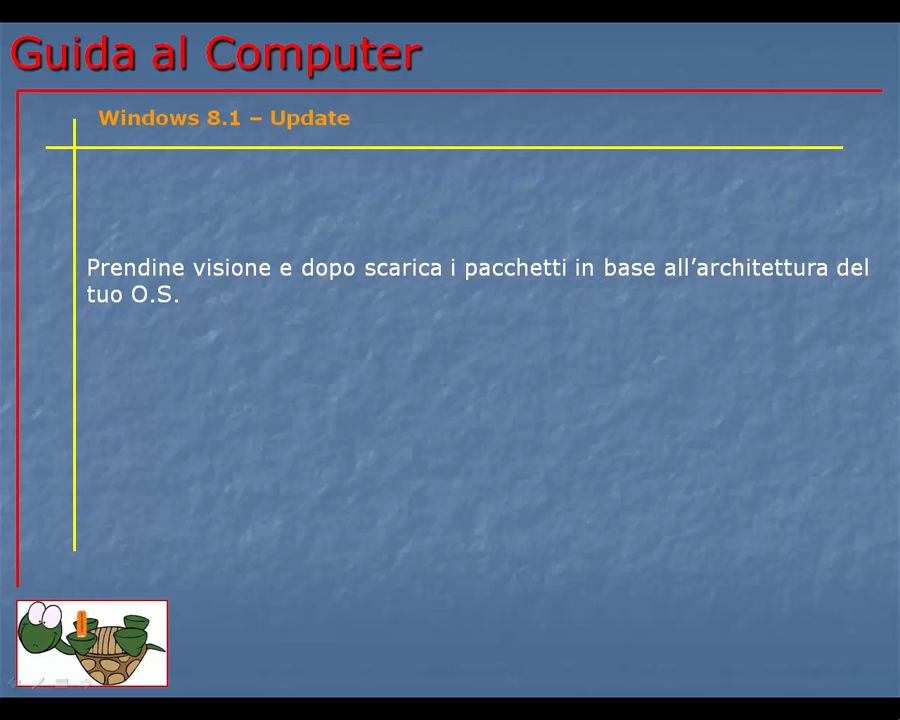 Guida al Computer
Windows 8.1 – Update
Prendine visione e dopo scarica i pacchetti in base all’architettura del
tuo O.S.